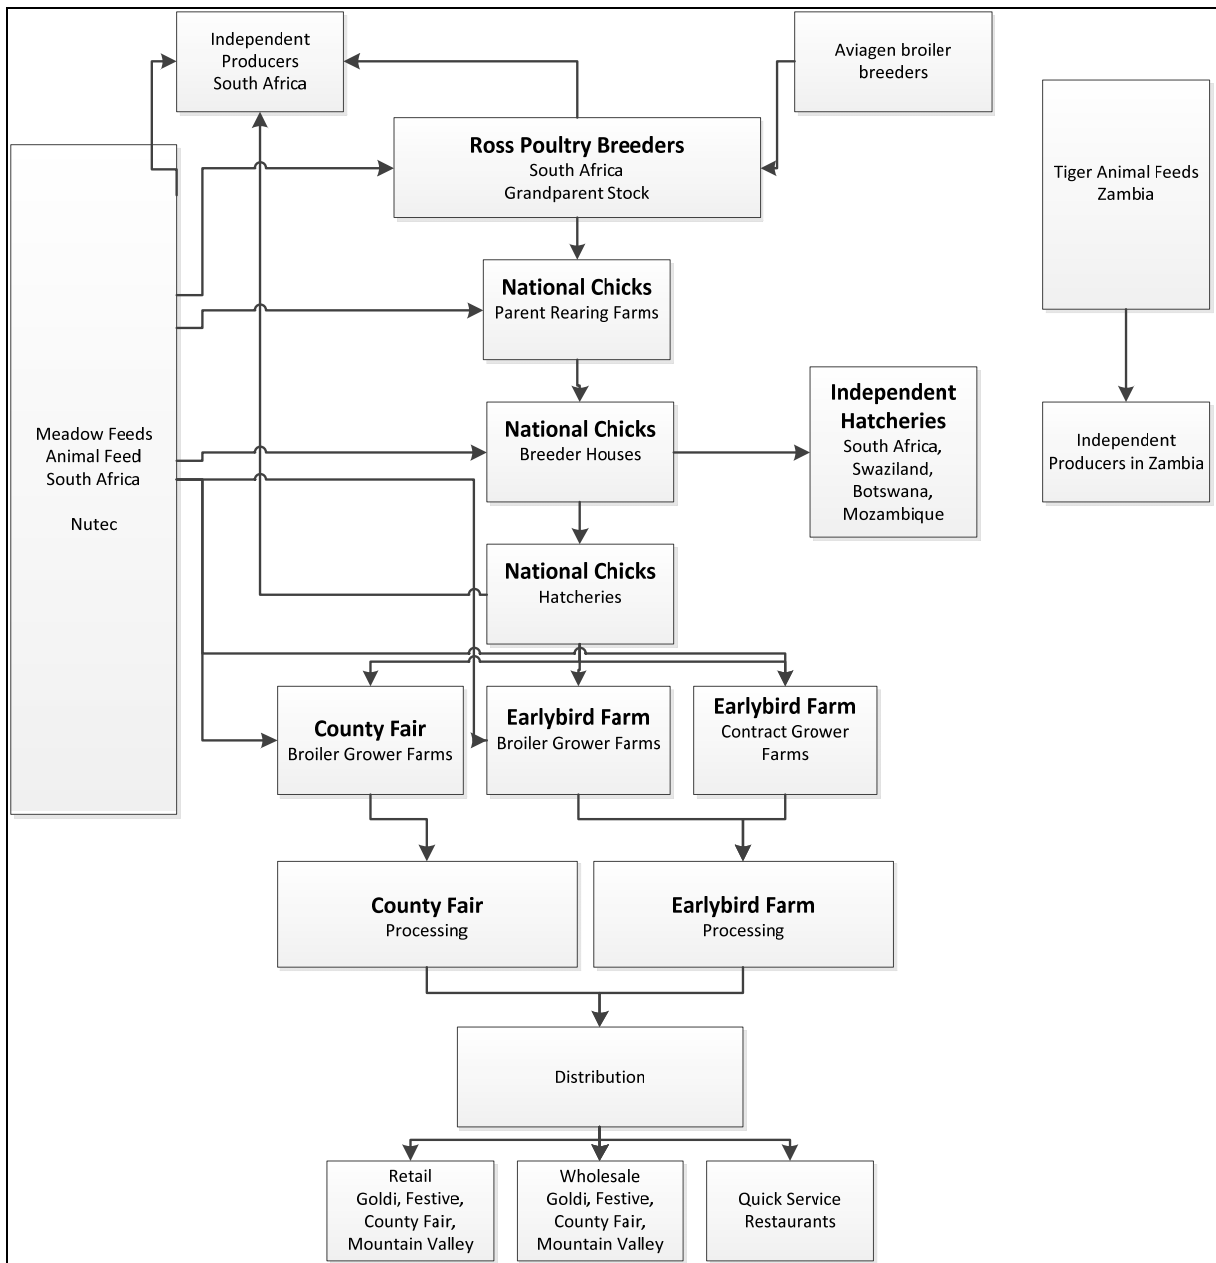 Independent
Producers
South Africa
Aviagen broiler
breeders
Ross Poultry Breeders
South Africa
Grandparent Stock
Tiger Animal Feeds
Zambia
National Chicks
Parent Rearing Farms
Meadow Feeds
Animal Feed
South Africa
Nutec
National Chicks
Breeder Houses
Independent
Hatcheries
South Africa,
Swaziland,
Botswana,
Mozambique
Independent
Producers in Zambia
National Chicks
Hatcheries
County Fair
Broiler Grower Farms
Earlybird Farm
Broiler Grower Farms
Earlybird Farm
Contract Grower
Farms
County Fair
Processing
Earlybird Farm
Processing
Distribution
Retail
Goldi, Festive,
County Fair,
Mountain Valley
Wholesale
Goldi, Festive,
County Fair,
Mountain Valley
Quick Service
Restaurants